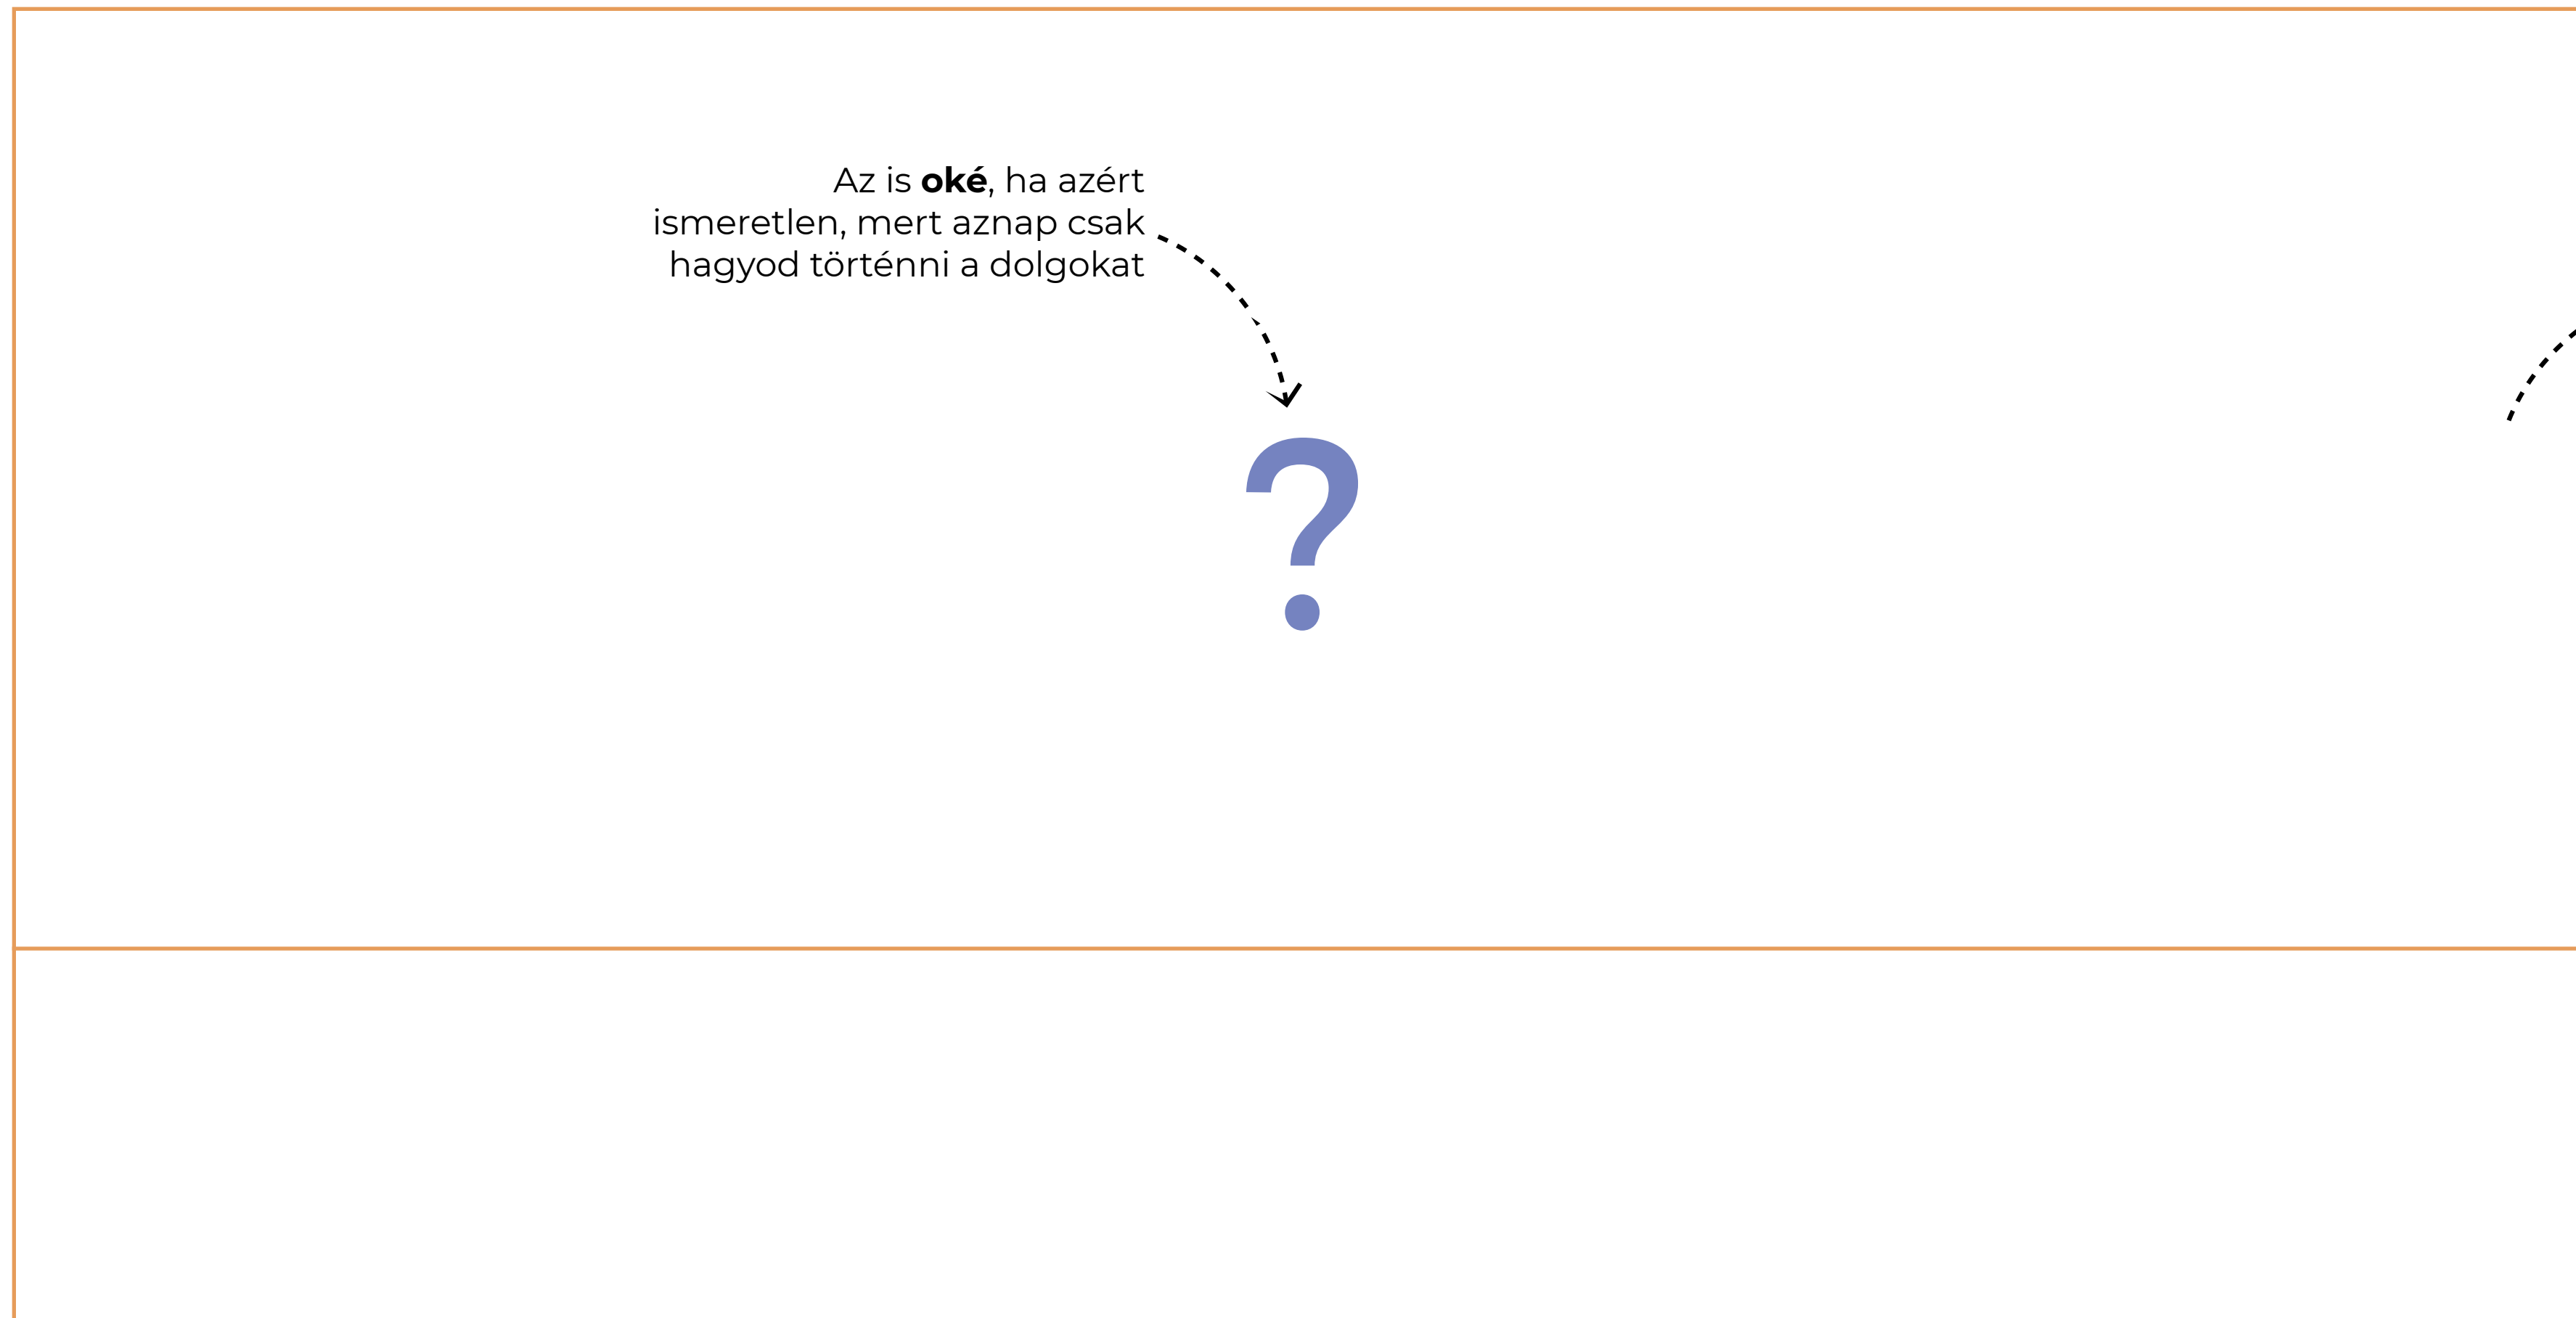 Az is oké, ha azért
ismeretlen, mert aznap csak
hagyod történni a dolgokat
?